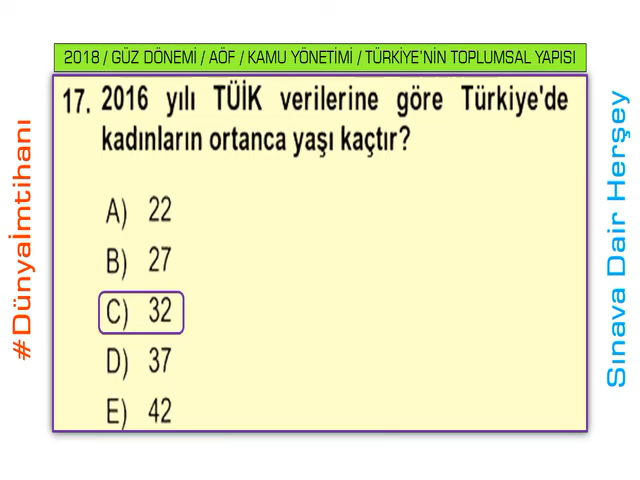 2018 / GÜZ DÖNEMİ / AÖF / KAMU YÖNETİMİ / TÜRKİYE'NİN TOPLUMSAL YAPISI
17. 2016 yılı TÜİK verilerine göre Türkiye'de
kadınların ortanca yaşı kaçtır?
A) 22
B) 27
C) 32
D) 37
E) 42
#Dünyaİmtihanı
Sınava Dair Herşey